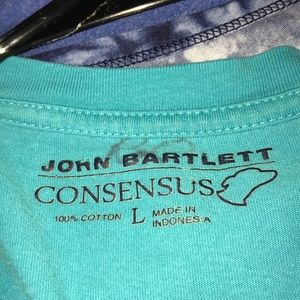 JOHN BARTLETT
CONSENSUS
100% COTTON L MADE IN
INDONESIA